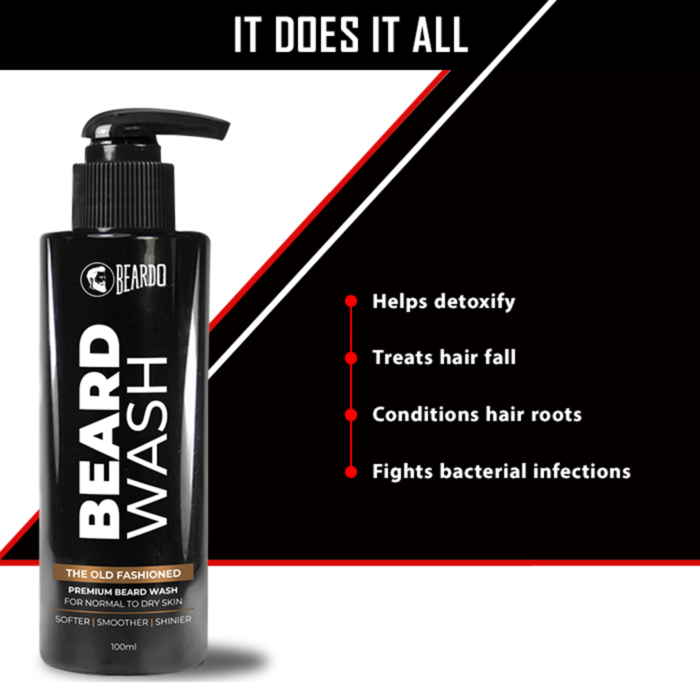 IT DOES IT ALL
BEARDO
BEARD
WASH
THE OLD FASHIONED
PREMIUM BEARD WASH
FOR NORMAL TO DRY SKIN
SOFTER | SMOOTHER | SHINIER
100ml
Helps detoxify
Treats hair fall
Conditions hair roots
Fights bacterial infections